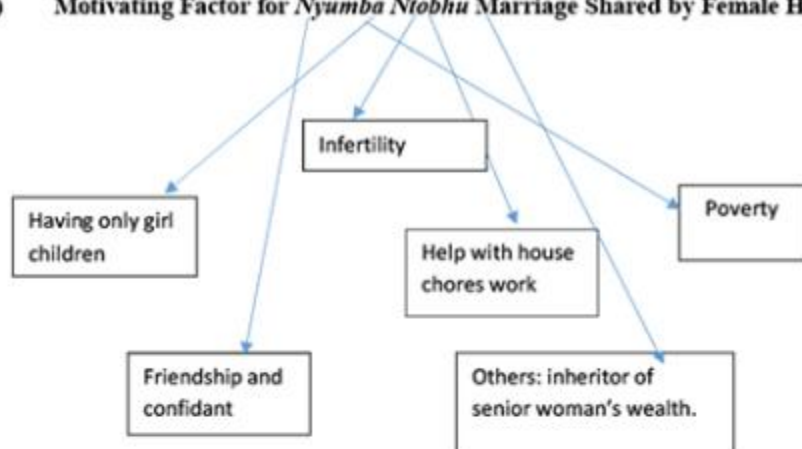 Motivating Factor for Nyumba Ntobhu Marriage Shared by Female H
Infertility
Having only girl
children
Poverty
Help with house
chores work
Friendship and
confidant
Others: inheritor of
senior woman's wealth.